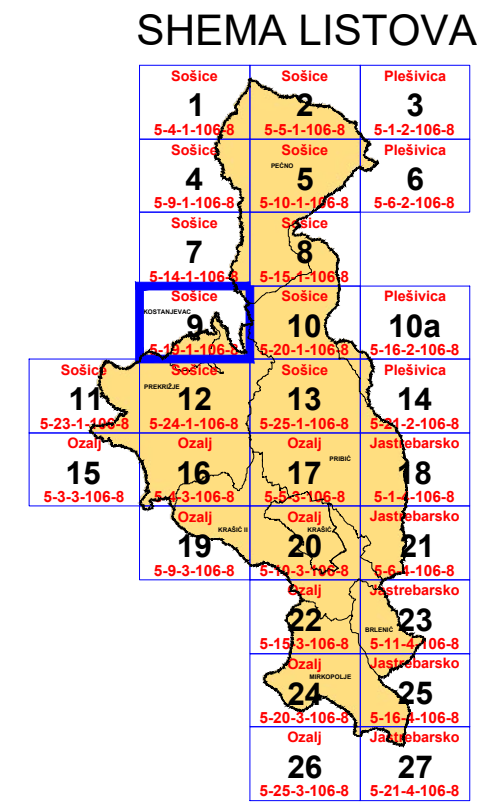 SHEMA LISTOVA
Sošice Sošice Plešivica
1 2 3
5-4-1-106-8 5-5-1-106-8 5-1-2-106-8
Sošice Sošice Plešivica
PEČNO
4 5 6
5-9-1-106-8 5-10-1-106-8 5-6-2-106-8
Sošice Sošice
7 8
5-14-1-106-8 5-15-1-106-8
Sošice Sošice Plešivica
KOSTANJEVAC
9 10 10a
5-19-1-106-8 5-20-1-106-8 5-16-2-106-8
Sošice Sošice Sošice Plešivica
PREKRIŽJE
11 12 13 14
5-23-1-106-8 5-24-1-106-8 5-25-1-106-8 5-21-2-106-8
Ozalj Ozalj Ozalj Jastrebarsko
PRIBIĆ
15 16 17 18
5-3-3-106-8 5-4-3-106-8 5-5-3-106-8 5-1-4-106-8
Ozalj Ozalj Jastrebarsko
KRAŠIĆ II KRAŠIĆ
19 20 21
5-9-3-106-8 5-10-3-106-8 5-6-4-106-8
Ozalj Jastrebarsko
22 23
BRLENIĆ
5-15-3-106-8 5-11-4-106-8
Ozalj Jastrebarsko
MIRKOPOLJE
24 25
5-20-3-106-8 5-16-4-106-8
Ozalj Jastrebarsko
26 27
5-25-3-106-8 5-21-4-106-8